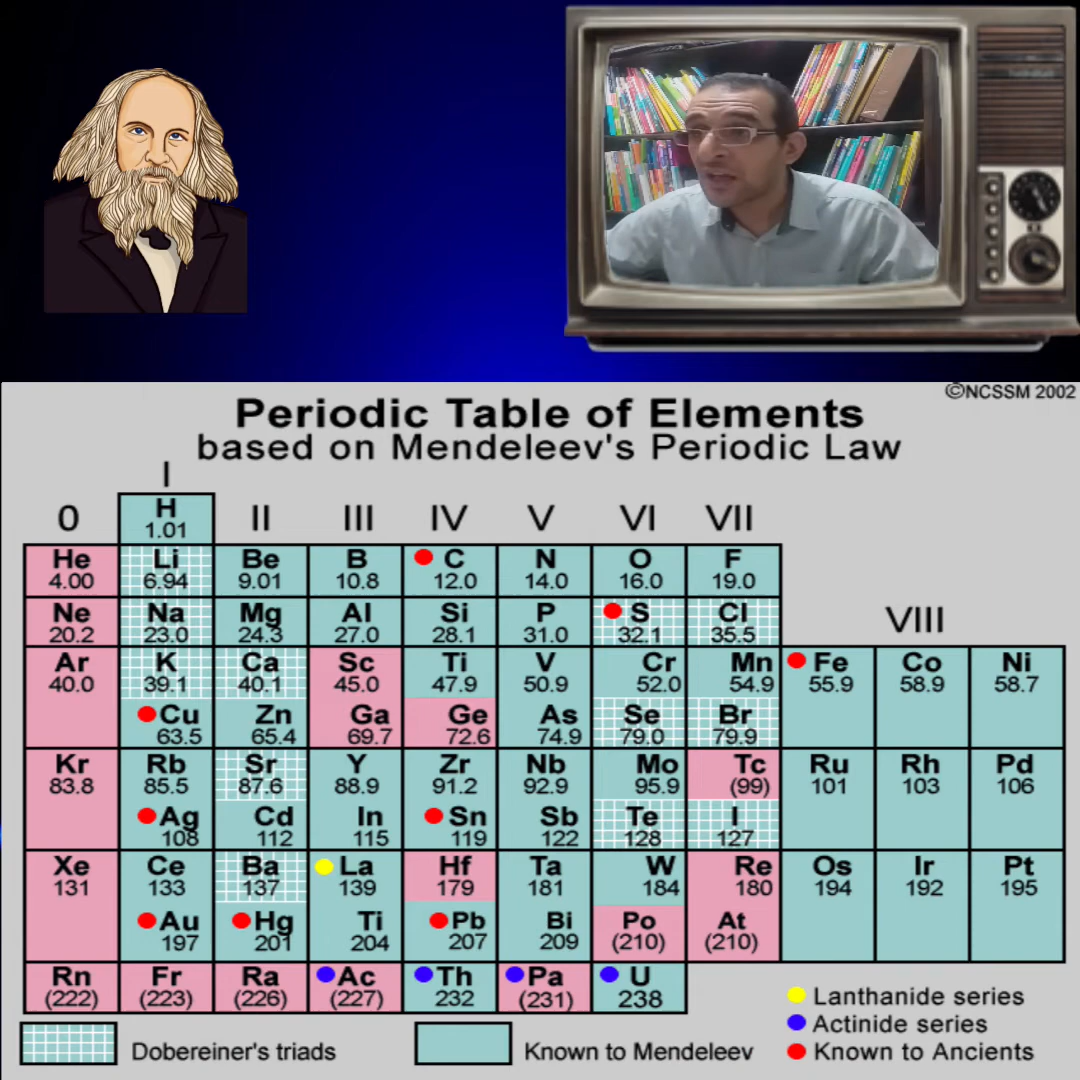 ©NCSSM 2002
Periodic Table of Elements
based on Mendeleev's Periodic Law
I
0 II III IV V VI VII
H
1.01
He Li Be B C N O F
4.00 6.94 9.01 10.8 12.0 14.0 16.0 19.0
VIII
Ne Na Mg Al Si P S Cl
20.2 23.0 24.3 27.0 28.1 31.0 32.1 35.5
Ar K Ca Sc Ti V Cr Mn Fe Co Ni
40.0 39.1 40.1 45.0 47.9 50.9 52.0 54.9 55.9 58.9 58.7
Cu Zn Ga Ge As Se Br
63.5 65.4 69.7 72.6 74.9 79.0 79.9
Kr Rb Sr Y Zr Nb Mo Tc Ru Rh Pd
83.8 85.5 87.6 88.9 91.2 92.9 95.9 (99) 101 103 106
Ag Cd In Sn Sb Te I
108 112 115 119 122 128 127
Xe Ce Ba La Hf Ta W Re Os Ir Pt
131 133 137 139 179 181 184 180 194 192 195
Au Hg Ti Pb Bi Po At
197 201 204 207 209 (210) (210)
Rn Fr Ra Ac Th Pa U
(222) (223) (226) (227) 232 (231) 238
Lanthanide series
Actinide series
Known to Ancients
Dobereiner's triads
Known to Mendeleev